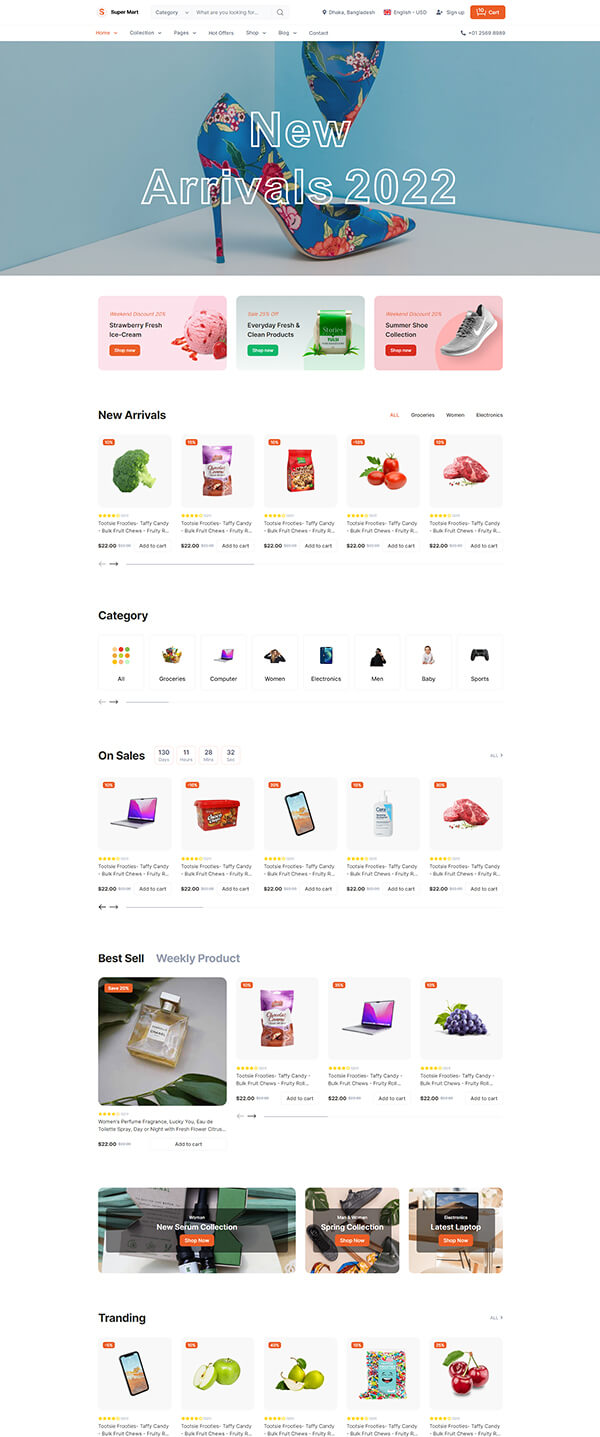 S Super Mart
Category
What are you looking for...
Dhaka, Bangladesh
English - USD
Sign up
10
Cart
Home
Collection
Pages
Hot Offers
Shop
Blog
Contact
+01 2569 8989
New
Arrivals 2022
Weekend Discount 20%
Strawberry Fresh
Ice-Cream
Shop now
Sale 25% Off
Everyday Fresh &
Clean Products
Shop now
Stories
TULSI
Weekend Discount 20%
Summer Shoe
Collection
Shop now
New Arrivals
ALL
Groceries
Women
Electronics
10%
15%
10%
-10%
10%
Tootsie Frooties- Taffy Candy
- Bulk Fruit Chews - Fruity R...
$22.00
Add to cart
Tootsie Frooties- Taffy Candy
- Bulk Fruit Chews - Fruity R...
$22.00
Add to cart
Tootsie Frooties- Taffy Candy
- Bulk Fruit Chews - Fruity R...
$22.00
Add to cart
Tootsie Frooties- Taffy Candy
- Bulk Fruit Chews - Fruity R...
$22.00
Add to cart
Tootsie Frooties- Taffy Candy
- Bulk Fruit Chews - Fruity R...
$22.00
Add to cart
Category
All
Groceries
Computer
Women
Electronics
Men
Baby
Sports
On Sales
130
Days
11
Hours
28
Mins
32
Sec
ALL
10%
-10%
20%
10%
30%
Tootsie Frooties- Taffy Candy
- Bulk Fruit Chews - Fruity R...
$22.00
Add to cart
Tootsie Frooties- Taffy Candy
- Bulk Fruit Chews - Fruity R...
$22.00
Add to cart
Tootsie Frooties- Taffy Candy
- Bulk Fruit Chews - Fruity R...
$22.00
Add to cart
Tootsie Frooties- Taffy Candy
- Bulk Fruit Chews - Fruity R...
$22.00
Add to cart
Tootsie Frooties- Taffy Candy
- Bulk Fruit Chews - Fruity R...
$22.00
Add to cart
Best Sell
Weekly Product
Save 20%
CHANEL
Women's Perfume Fragrance, Lucky You, Eau de
Toilette Spray, Day or Night with Fresh Flower Citrus...
$22.00
Add to cart
10%
Tootsie Frooties- Taffy Candy -
Bulk Fruit Chews - Fruity Roll...
$22.00
Add to cart
35%
Tootsie Frooties- Taffy Candy -
Bulk Fruit Chews - Fruity Roll...
$22.00
Add to cart
10%
Tootsie Frooties- Taffy Candy -
Bulk Fruit Chews - Fruity Roll...
$22.00
Add to cart
Woman
New Serum Collection
Shop Now
Man & Woman
Spring Collection
Shop Now
Electronics
Latest Laptop
Shop Now
Tranding
ALL
-5%
10%
40%
15%
25%
Tootsie Frooties- Taffy Candy
- Bulk Fruit Chews - Fruity R...
Tootsie Frooties- Taffy Candy
- Bulk Fruit Chews - Fruity R...
Tootsie Frooties- Taffy Candy
- Bulk Fruit Chews - Fruity R...
Tootsie Frooties- Taffy Candy
- Bulk Fruit Chews - Fruity R...
Tootsie Frooties- Taffy Candy
- Bulk Fruit Chews - Fruity R...